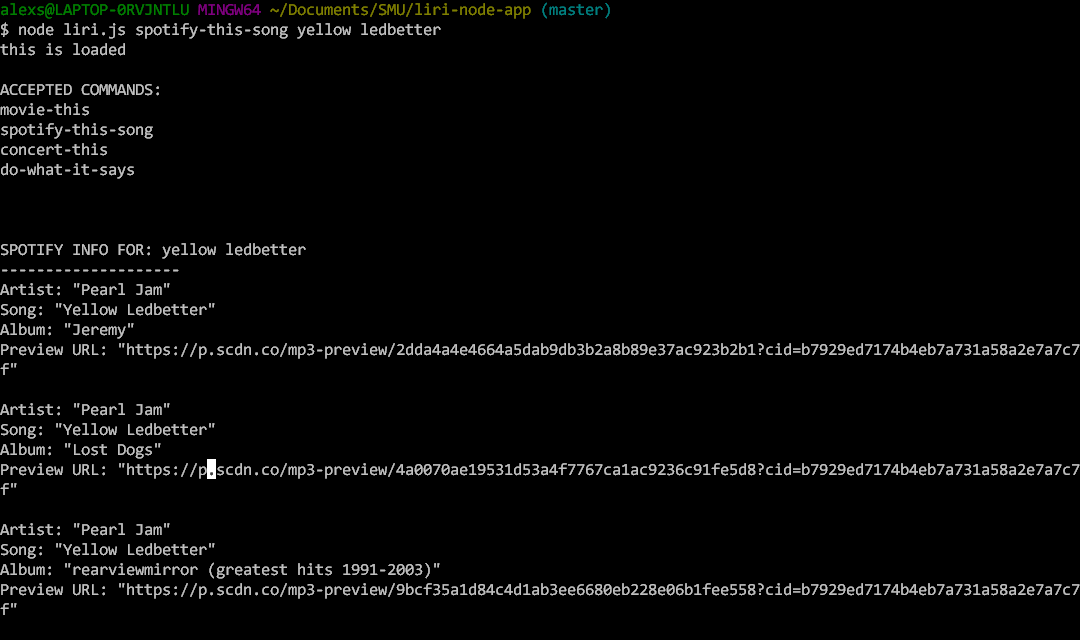 alexs@LAPTOP-0RVJNTLU MINGW64 ~/Documents/SMU/liri-node-app (master)
$ node liri.js spotify-this-song yellow ledbetter
this is loaded
ACCEPTED COMMANDS:
movie-this
spotify-this-song
concert-this
do-what-it-says
SPOTIFY INFO FOR: yellow ledbetter
--------------------
Artist: "Pearl Jam"
Song: "Yellow Ledbetter"
Album: "Jeremy"
Preview URL: "https://p.scdn.co/mp3-preview/2dda4a4e4664a5dab9db3b2a8b89e37ac923b2b1?cid=b7929ed7174b4eb7a731a58a2e7a7c7
f"
Artist: "Pearl Jam"
Song: "Yellow Ledbetter"
Album: "Lost Dogs"
Preview URL: "https://p.scdn.co/mp3-preview/4a0070ae19531d53a4f7767ca1ac9236c91fe5d8?cid=b7929ed7174b4eb7a731a58a2e7a7c7
f"
Artist: "Pearl Jam"
Song: "Yellow Ledbetter"
Album: "rearviewmirror (greatest hits 1991-2003)"
Preview URL: "https://p.scdn.co/mp3-preview/9bcf35a1d84c4d1ab3ee6680eb228e06b1fee558?cid=b7929ed7174b4eb7a731a58a2e7a7c7
f"